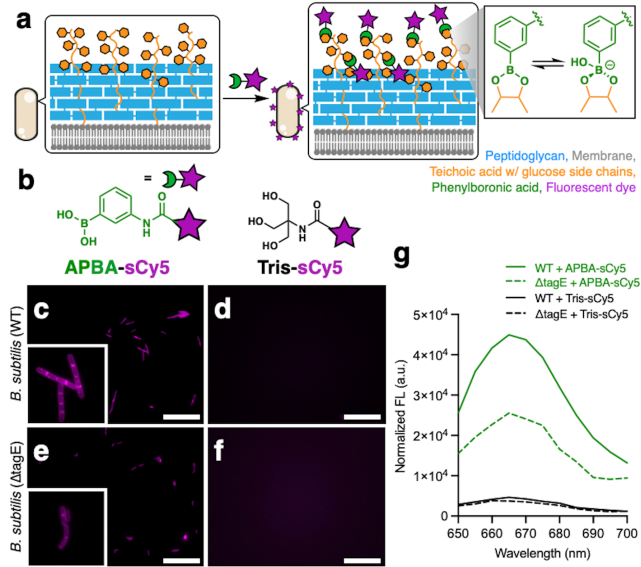 a
HO
B
⊖
O
O
O
O
B
Peptidoglycan, Membrane,
Teichoic acid w/ glucose side chains,
Phenylboronic acid, Fluorescent dye
b
=
HO
B
OH
N
H
O
APBA-sCy5
HO
HO
HO
N
H
O
Tris-sCy5
c
d
B. subtilis (WT)
e
f
B. subtilis (ΔtagE)
g
WT + APBA-sCy5
ΔtagE + APBA-sCy5
WT + Tris-sCy5
ΔtagE + Tris-sCy5
Normalized FL (a.u.)
5×10⁴
4×10⁴
3×10⁴
2×10⁴
1×10⁴
0
650 660 670 680 690 700
Wavelength (nm)